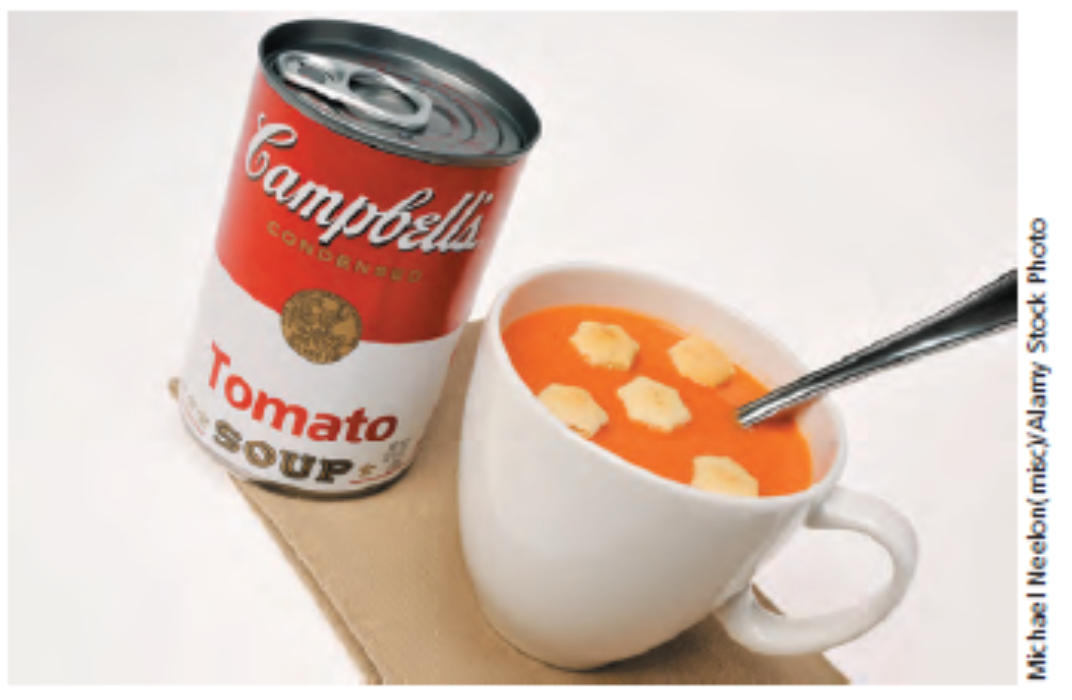 Campbell's
CONDENSED
Tomato
SOUP
Michael Neelon(misc)/Alamy Stock Photo